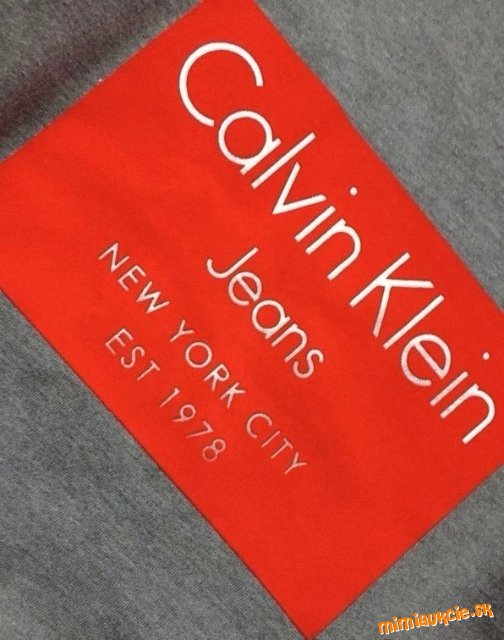 Calvin Klein
Jeans
NEW YORK CITY
EST 1978
mimiaukcie.sk